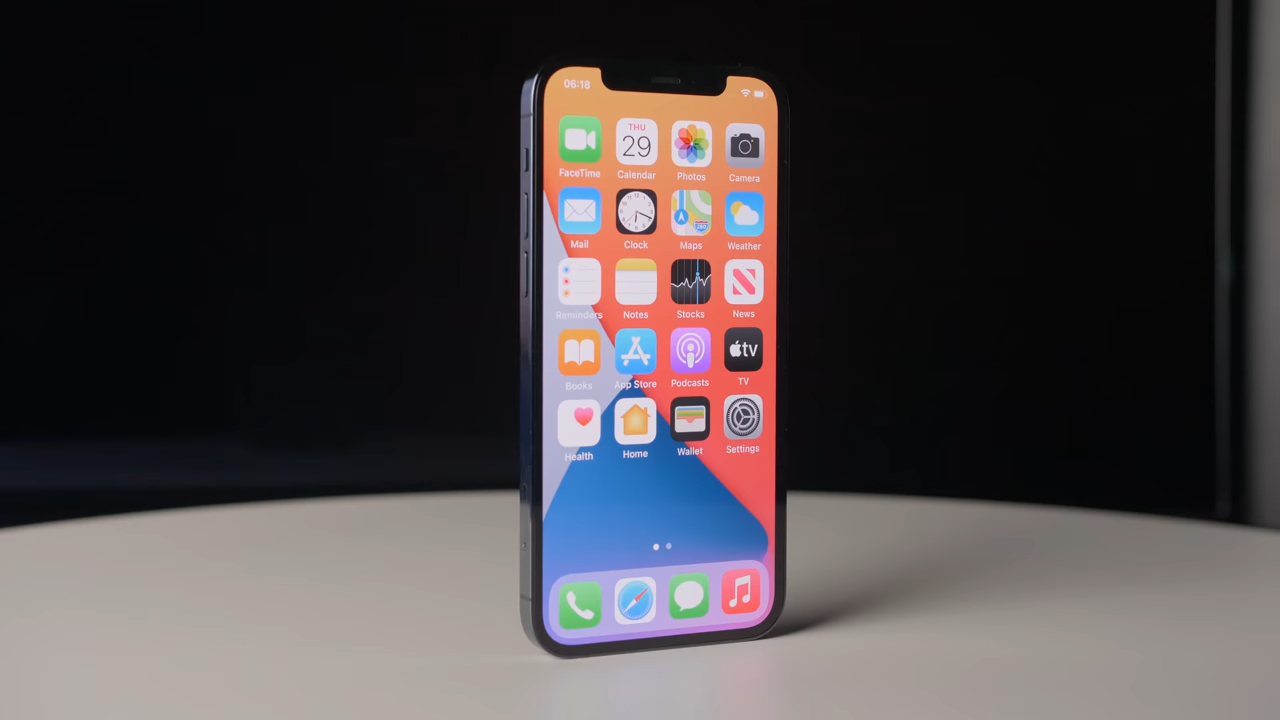 06:18
THU
29
FaceTime Calendar Photos Camera
Mail Clock Maps Weather
Reminders Notes Stocks News
tv
Books App Store Podcasts TV
Health Home Wallet Settings